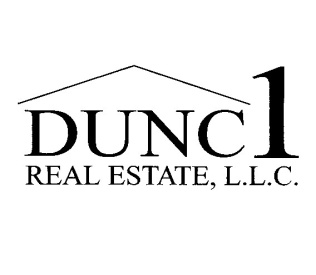 DUNC1
REAL ESTATE, L.L.C.